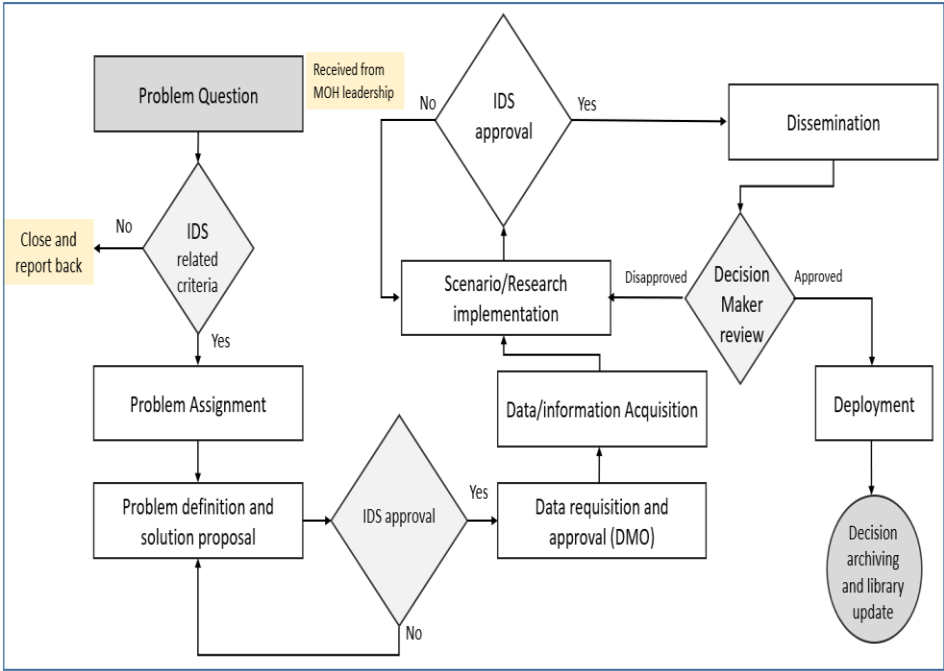 Problem Question
Received from
MOH leadership
IDS
related
criteria
No
Close and
report back
Yes
Problem Assignment
Problem definition and
solution proposal
IDS approval
No
Yes
Data requisition and
approval (DMO)
Data/information Acquisition
Scenario/Research
implementation
IDS
approval
No
Yes
Dissemination
Decision
Maker
review
Disapproved
Approved
Deployment
Decision
archiving
and library
update